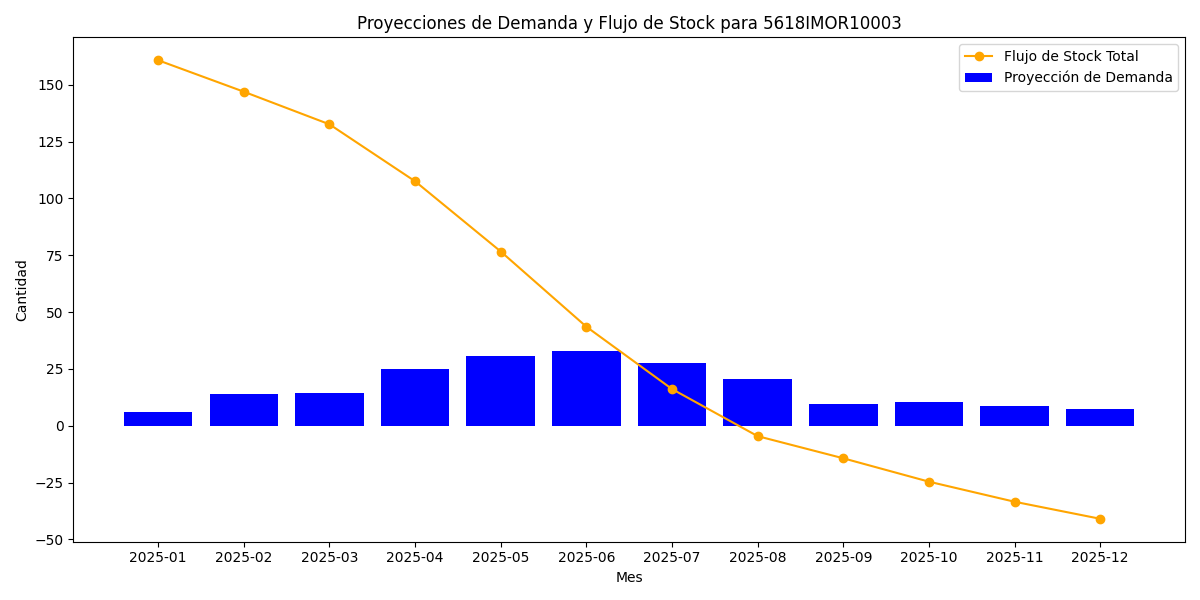 Proyecciones de Demanda y Flujo de Stock para 5618IMOR10003
Flujo de Stock Total
Proyección de Demanda
Cantidad
150
125
100
75
50
25
0
−25
−50
2025-01 2025-02 2025-03 2025-04 2025-05 2025-06 2025-07 2025-08 2025-09 2025-10 2025-11 2025-12
Mes